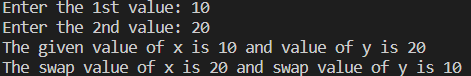 Enter the 1st value: 10
Enter the 2nd value: 20
The given value of x is 10 and value of y is 20
The swap value of x is 20 and swap value of y is 10